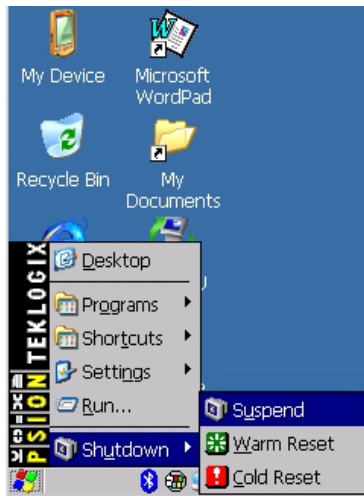 My Device
Microsoft WordPad
Recycle Bin
My Documents
PSION TEKLOGIX
Desktop
Programs
Shortcuts
Settings
Run...
Shutdown
Suspend
Warm Reset
Cold Reset